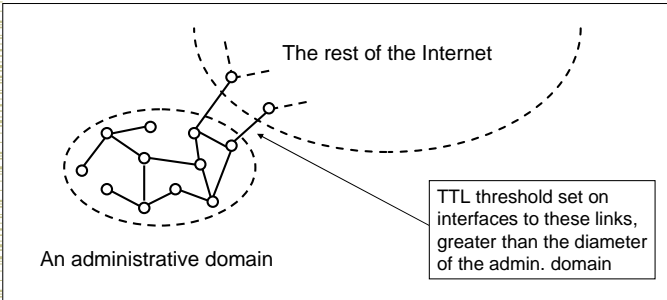 The rest of the Internet
TTL threshold set on
interfaces to these links,
greater than the diameter
of the admin. domain
An administrative domain